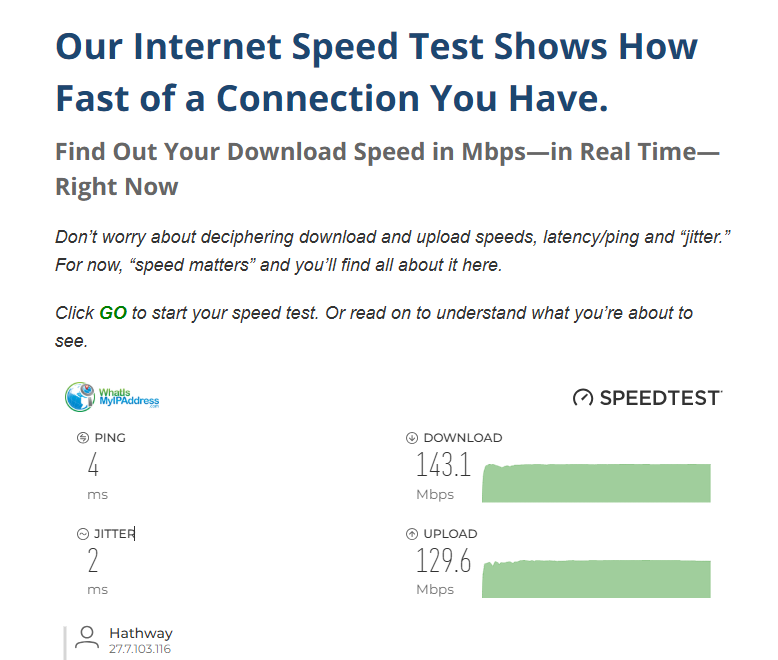 Our Internet Speed Test Shows How
Fast of a Connection You Have.
Find Out Your Download Speed in Mbps—in Real Time—
Right Now
Don’t worry about deciphering download and upload speeds, latency/ping and “jitter.”
For now, “speed matters” and you’ll find all about it here.
Click GO to start your speed test. Or read on to understand what you’re about to
see.
WhatIs
MyIPAddress
.com
SPEEDTEST
PING
4
ms
DOWNLOAD
143.1
Mbps
JITTER
2
ms
UPLOAD
129.6
Mbps
Hathway
27.7.103.116